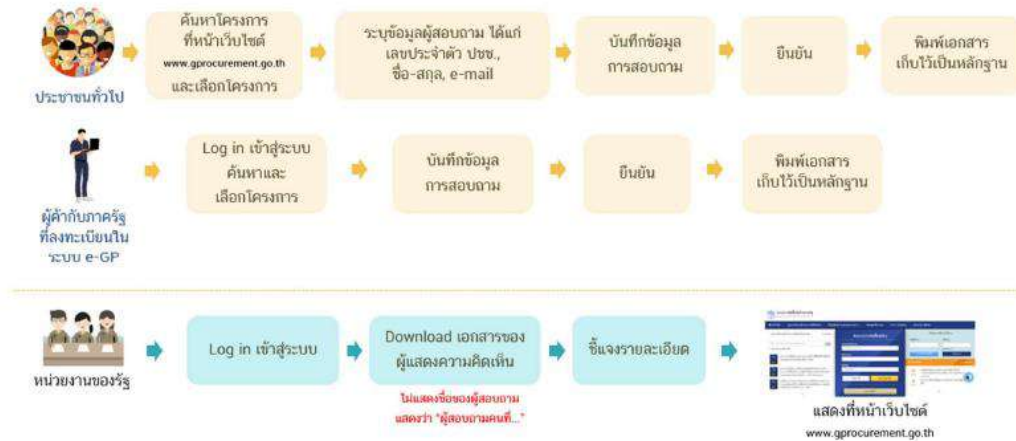 ค้นหาโครงการ
ที่หน้าเว็บไซต์
www.gprocurement.go.th
และเลือกโครงการ
ระบุข้อมูลผู้สอบถาม ได้แก่
เลขประจำตัว ปชช.,
ชื่อ-สกุล, e-mail
บันทึกข้อมูล
การสอบถาม
ยืนยัน
พิมพ์เอกสาร
เก็บไว้เป็นหลักฐาน
ประชาชนทั่วไป
Log in เข้าสู่ระบบ
ค้นหาและ
เลือกโครงการ
บันทึกข้อมูล
การสอบถาม
ยืนยัน
พิมพ์เอกสาร
เก็บไว้เป็นหลักฐาน
ผู้ค้ากับภาครัฐ
ที่ลงทะเบียนใน
ระบบ e-GP
Log in เข้าสู่ระบบ
Download เอกสารของ
ผู้แสดงความคิดเห็น
ชี้แจงรายละเอียด
หน่วยงานของรัฐ
ไม่แสดงชื่อของผู้สอบถาม
แสดงว่า "ผู้สอบถามคนที่..."
แสดงที่หน้าเว็บไซต์
www.gprocurement.go.th